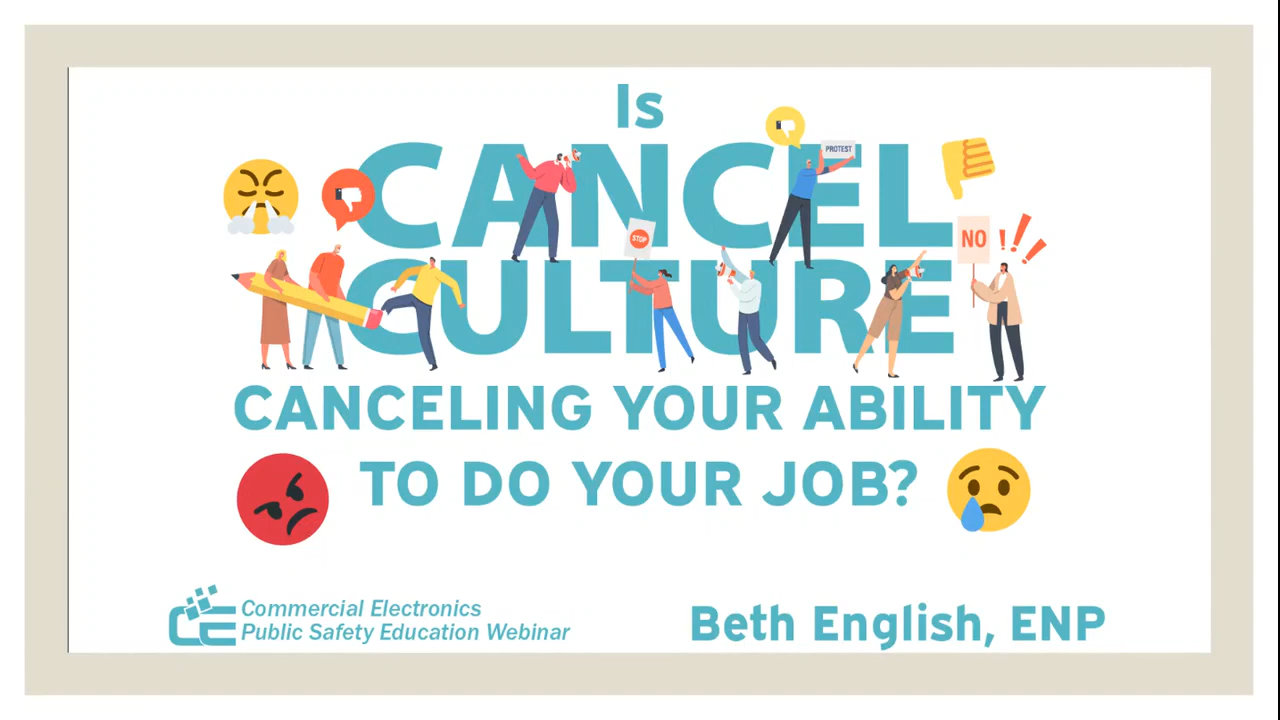 Is
CANCEL
PROTEST
CULTURE
STOP
NO
CANCELING YOUR ABILITY
TO DO YOUR JOB?
CE
Commercial Electronics
Public Safety Education Webinar
Beth English, ENP